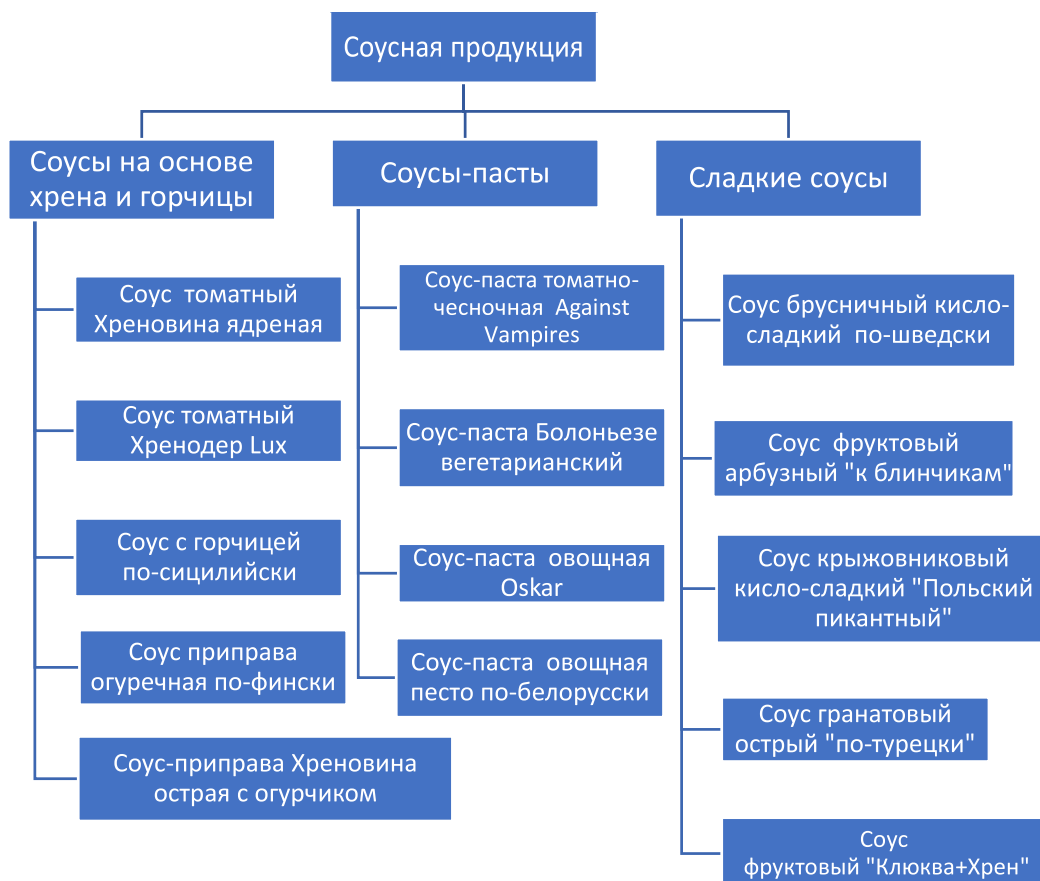 Соусная продукция
Соусы на основе
хрена и горчицы
Соус томатный
Хреновина ядреная
Соус томатный
Хренодер Lux
Соус с горчицей
по-сицилийски
Соус приправа
огуречная по-фински
Соус-приправа Хреновина
острая с огурчиком
Соусы-пасты
Соус-паста томатно-
чесночная Against
Vampires
Соус-паста Болоньезе
вегетарианский
Соус-паста овощная
Oskar
Соус-паста овощная
песто по-белорусски
Сладкие соусы
Соус брусничный кисло-
сладкий по-шведски
Соус фруктовый
арбузный "к блинчикам"
Соус крыжовниковый
кисло-сладкий "Польский
пикантный"
Соус гранатовый
острый "по-турецки"
Соус
фруктовый "Клюква+Хрен"